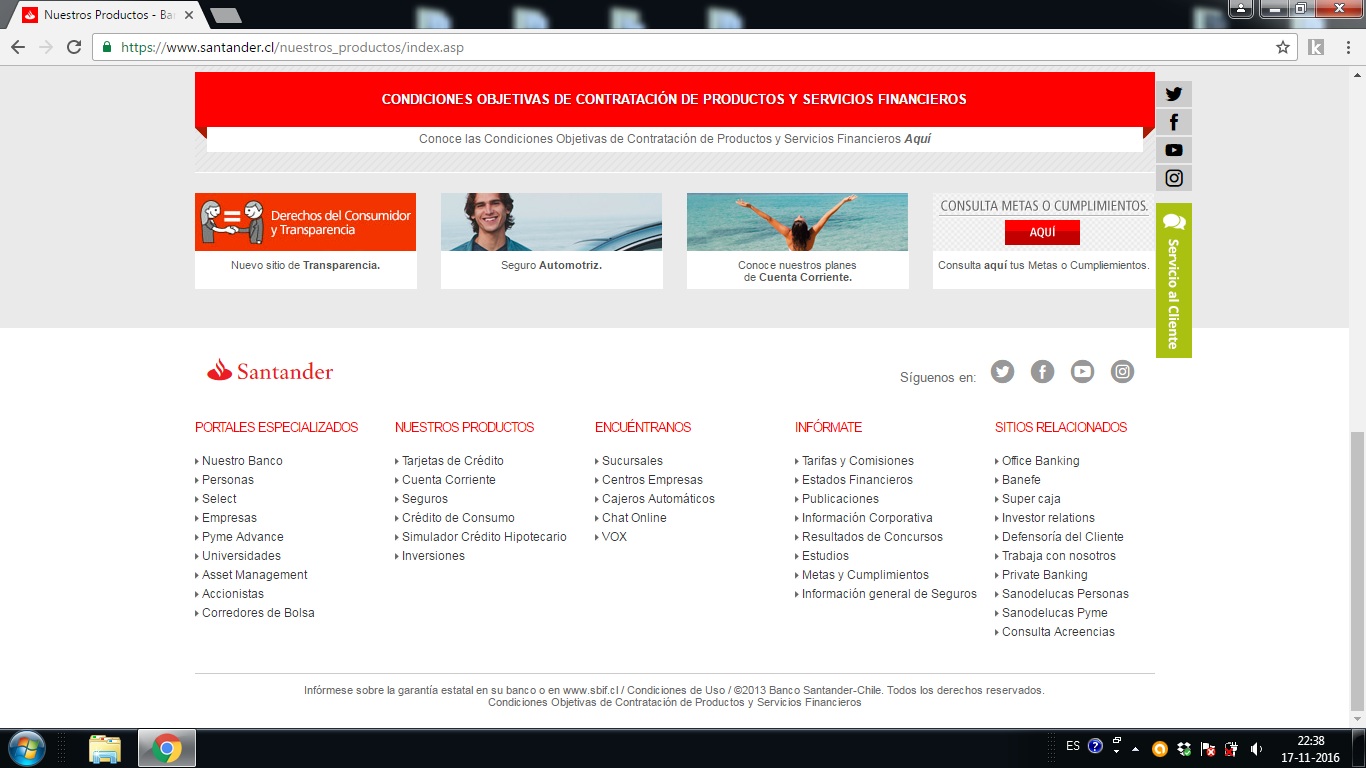 Nuestros Productos - Ba
https://www.santander.cl/nuestros_productos/index.asp
CONDICIONES OBJETIVAS DE CONTRATACIÓN DE PRODUCTOS Y SERVICIOS FINANCIEROS
Conoce las Condiciones Objetivas de Contratación de Productos y Servicios Financieros Aquí
Derechos del Consumidor
y Transparencia
Nuevo sitio de Transparencia.
Seguro Automotriz.
Conoce nuestros planes
de Cuenta Corriente.
CONSULTA METAS O CUMPLIMIENTOS.
AQUÍ
Consulta aquí tus Metas o Cumpliemientos.
Servicio al Cliente
Santander
Síguenos en:
PORTALES ESPECIALIZADOS
Nuestro Banco
Personas
Select
Empresas
Pyme Advance
Universidades
Asset Management
Accionistas
Corredores de Bolsa
NUESTROS PRODUCTOS
Tarjetas de Crédito
Cuenta Corriente
Seguros
Crédito de Consumo
Simulador Crédito Hipotecario
Inversiones
ENCUÉNTRANOS
Sucursales
Centros Empresas
Cajeros Automáticos
Chat Online
VOX
INFÓRMATE
Tarifas y Comisiones
Estados Financieros
Publicaciones
Información Corporativa
Resultados de Concursos
Estudios
Metas y Cumplimientos
Información general de Seguros
SITIOS RELACIONADOS
Office Banking
Banefe
Super caja
Investor relations
Defensoría del Cliente
Trabaja con nosotros
Private Banking
Sanodelucas Personas
Sanodelucas Pyme
Consulta Acreencias
Infórmese sobre la garantía estatal en su banco o en www.sbif.cl / Condiciones de Uso / ©2013 Banco Santander-Chile. Todos los derechos reservados.
Condiciones Objetivas de Contratación de Productos y Servicios Financieros
ES
22:38
17-11-2016